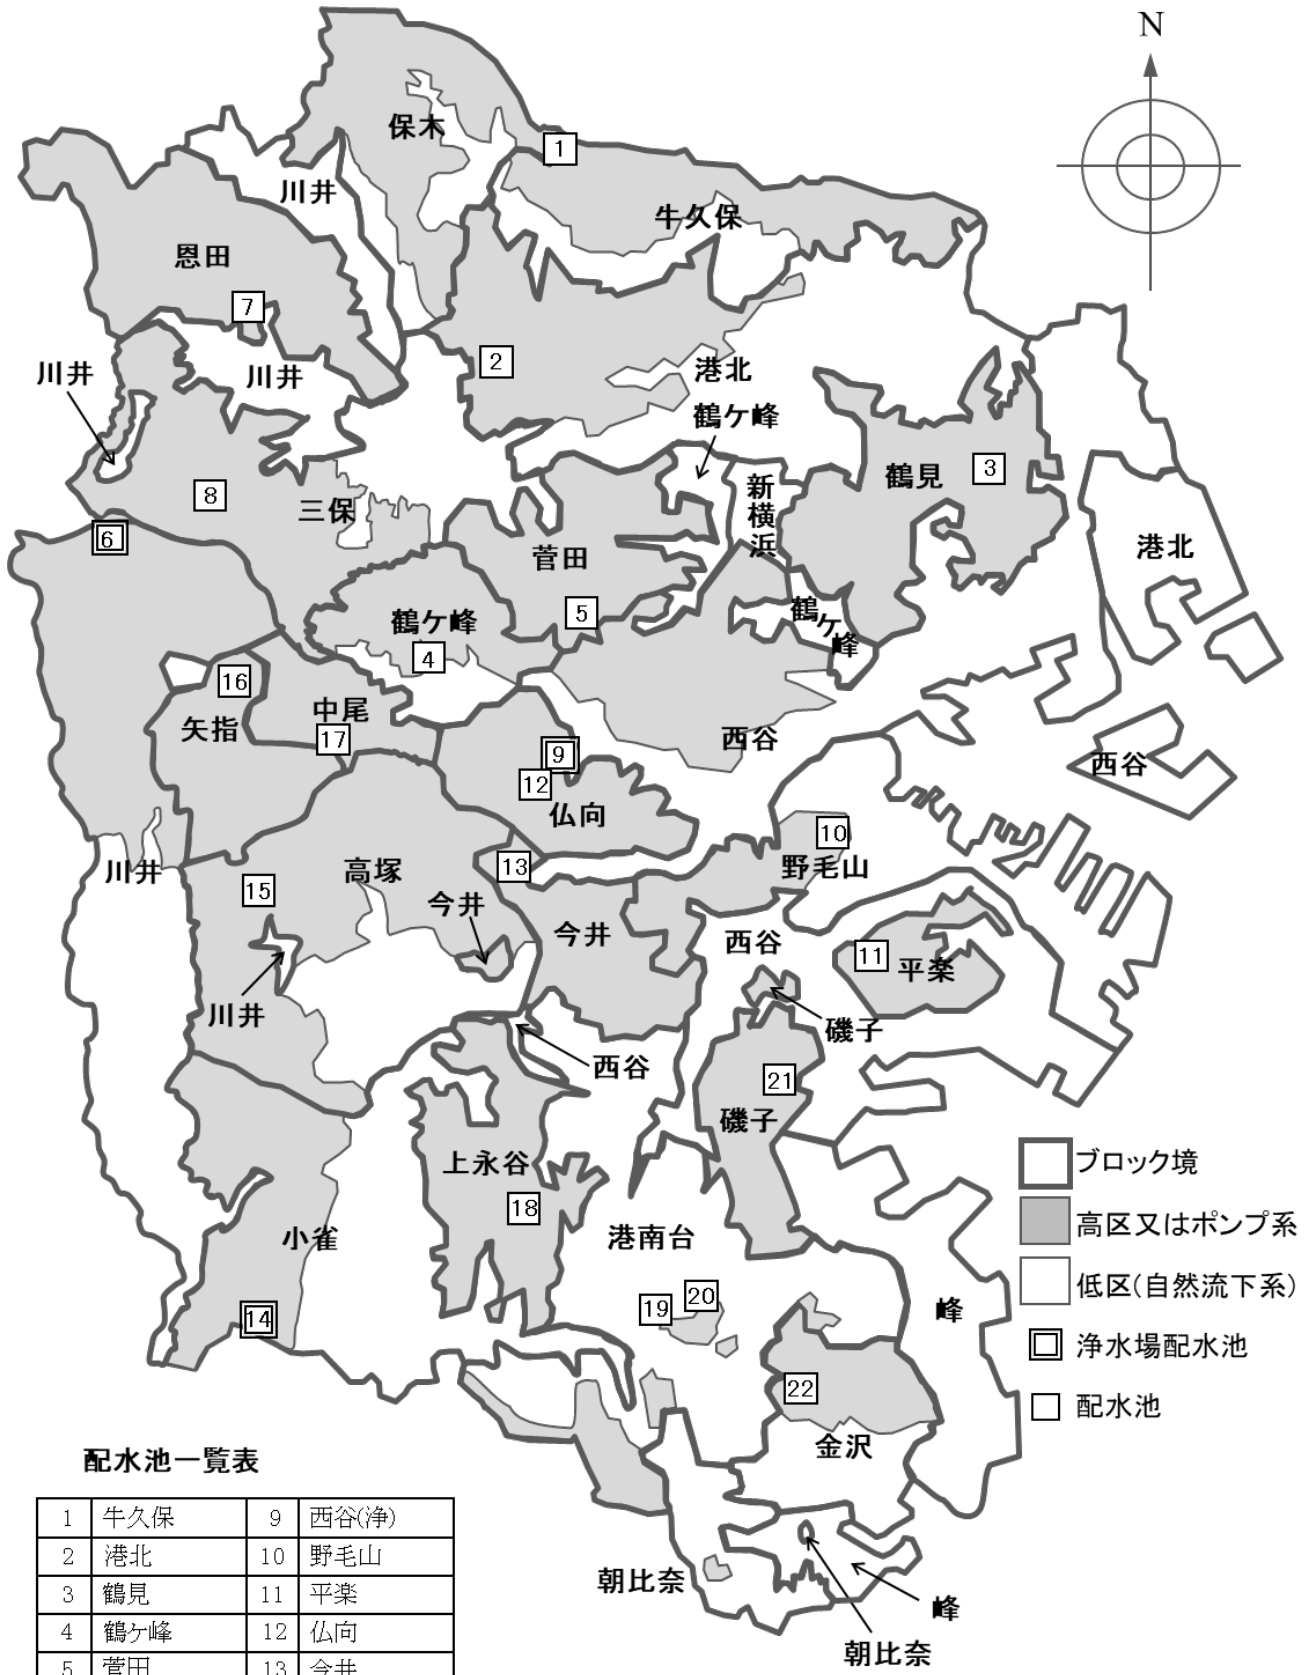 N
保木
1
川井
牛久保
恩田
7
川井
川井
2
港北
鶴ケ峰
8
三保
6
新横浜
鶴見
3
港北
菅田
5
鶴ケ峰
4
鶴ケ峰
16
矢指
中尾
17
西谷
西谷
9
12
仏向
川井
高塚
15
13
10
野毛山
今井
今井
西谷
11
平楽
川井
磯子
西谷
21
磯子
上永谷
18
小雀
14
港南台
19
20
峰
22
金沢
朝比奈
峰
朝比奈
ブロック境
高区又はポンプ系
低区(自然流下系)
浄水場配水池
配水池
配水池一覧表
1 牛久保 9 西谷(浄)
2 港北 10 野毛山
3 鶴見 11 平楽
4 鶴ケ峰 12 仏向
5 菅田 13 今井